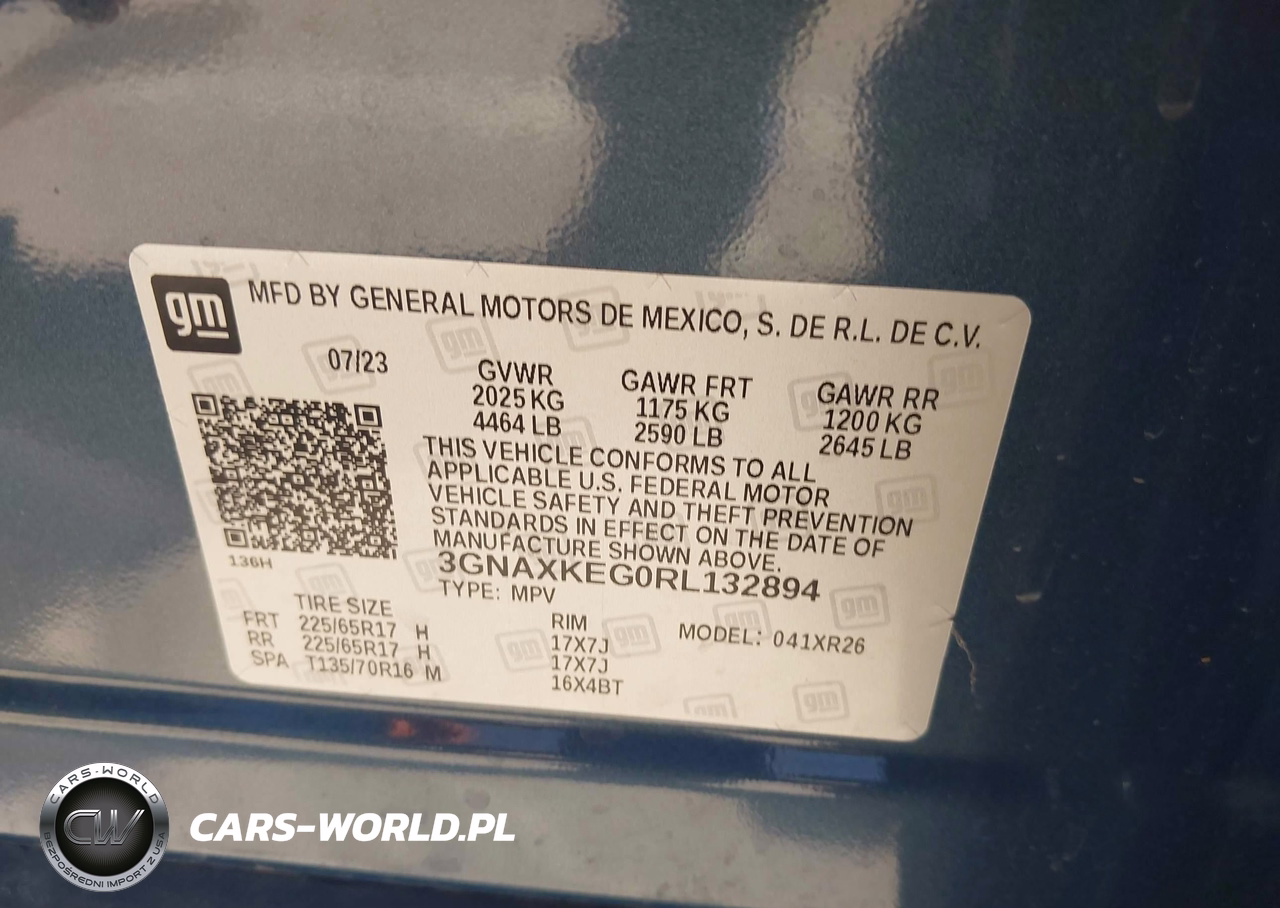 gm
MFD BY GENERAL MOTORS DE MEXICO, S. DE R.L. DE C.V.
07/23
GVWR GAWR FRT GAWR RR
2025 KG 1175 KG 1200 KG
4464 LB 2590 LB 2645 LB
THIS VEHICLE CONFORMS TO ALL
APPLICABLE U.S. FEDERAL MOTOR
VEHICLE SAFETY AND THEFT PREVENTION
STANDARDS IN EFFECT ON THE DATE OF
MANUFACTURE SHOWN ABOVE.
136H
3GNAXKEG0RL132894
TYPE: MPV
MODEL: 041XR26
TIRE SIZE RIM
FRT 225/65R17 H 17X7J
RR 225/65R17 H 17X7J
SPA T135/70R16 M 16X4BT
CARS-WORLD
CW
BEZPOŚREDNI IMPORT Z USA
CARS-WORLD.PL